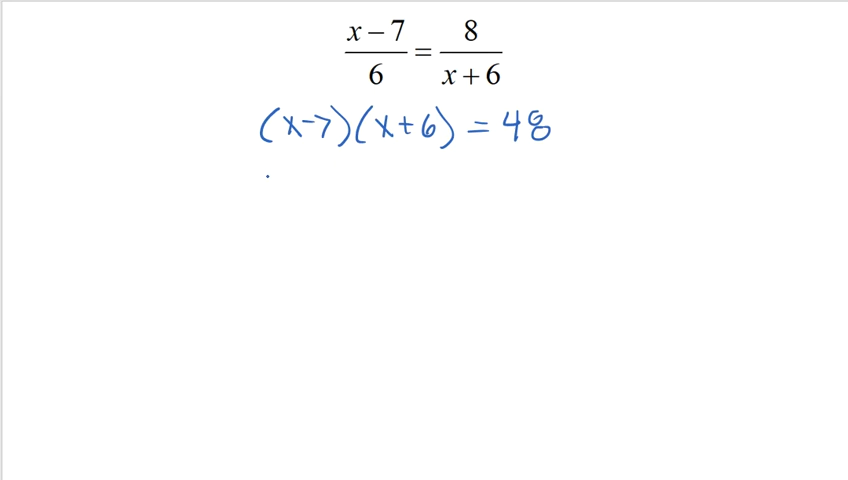 x − 7 / 6 = 8 / x + 6
(x-7)(x+6) = 48